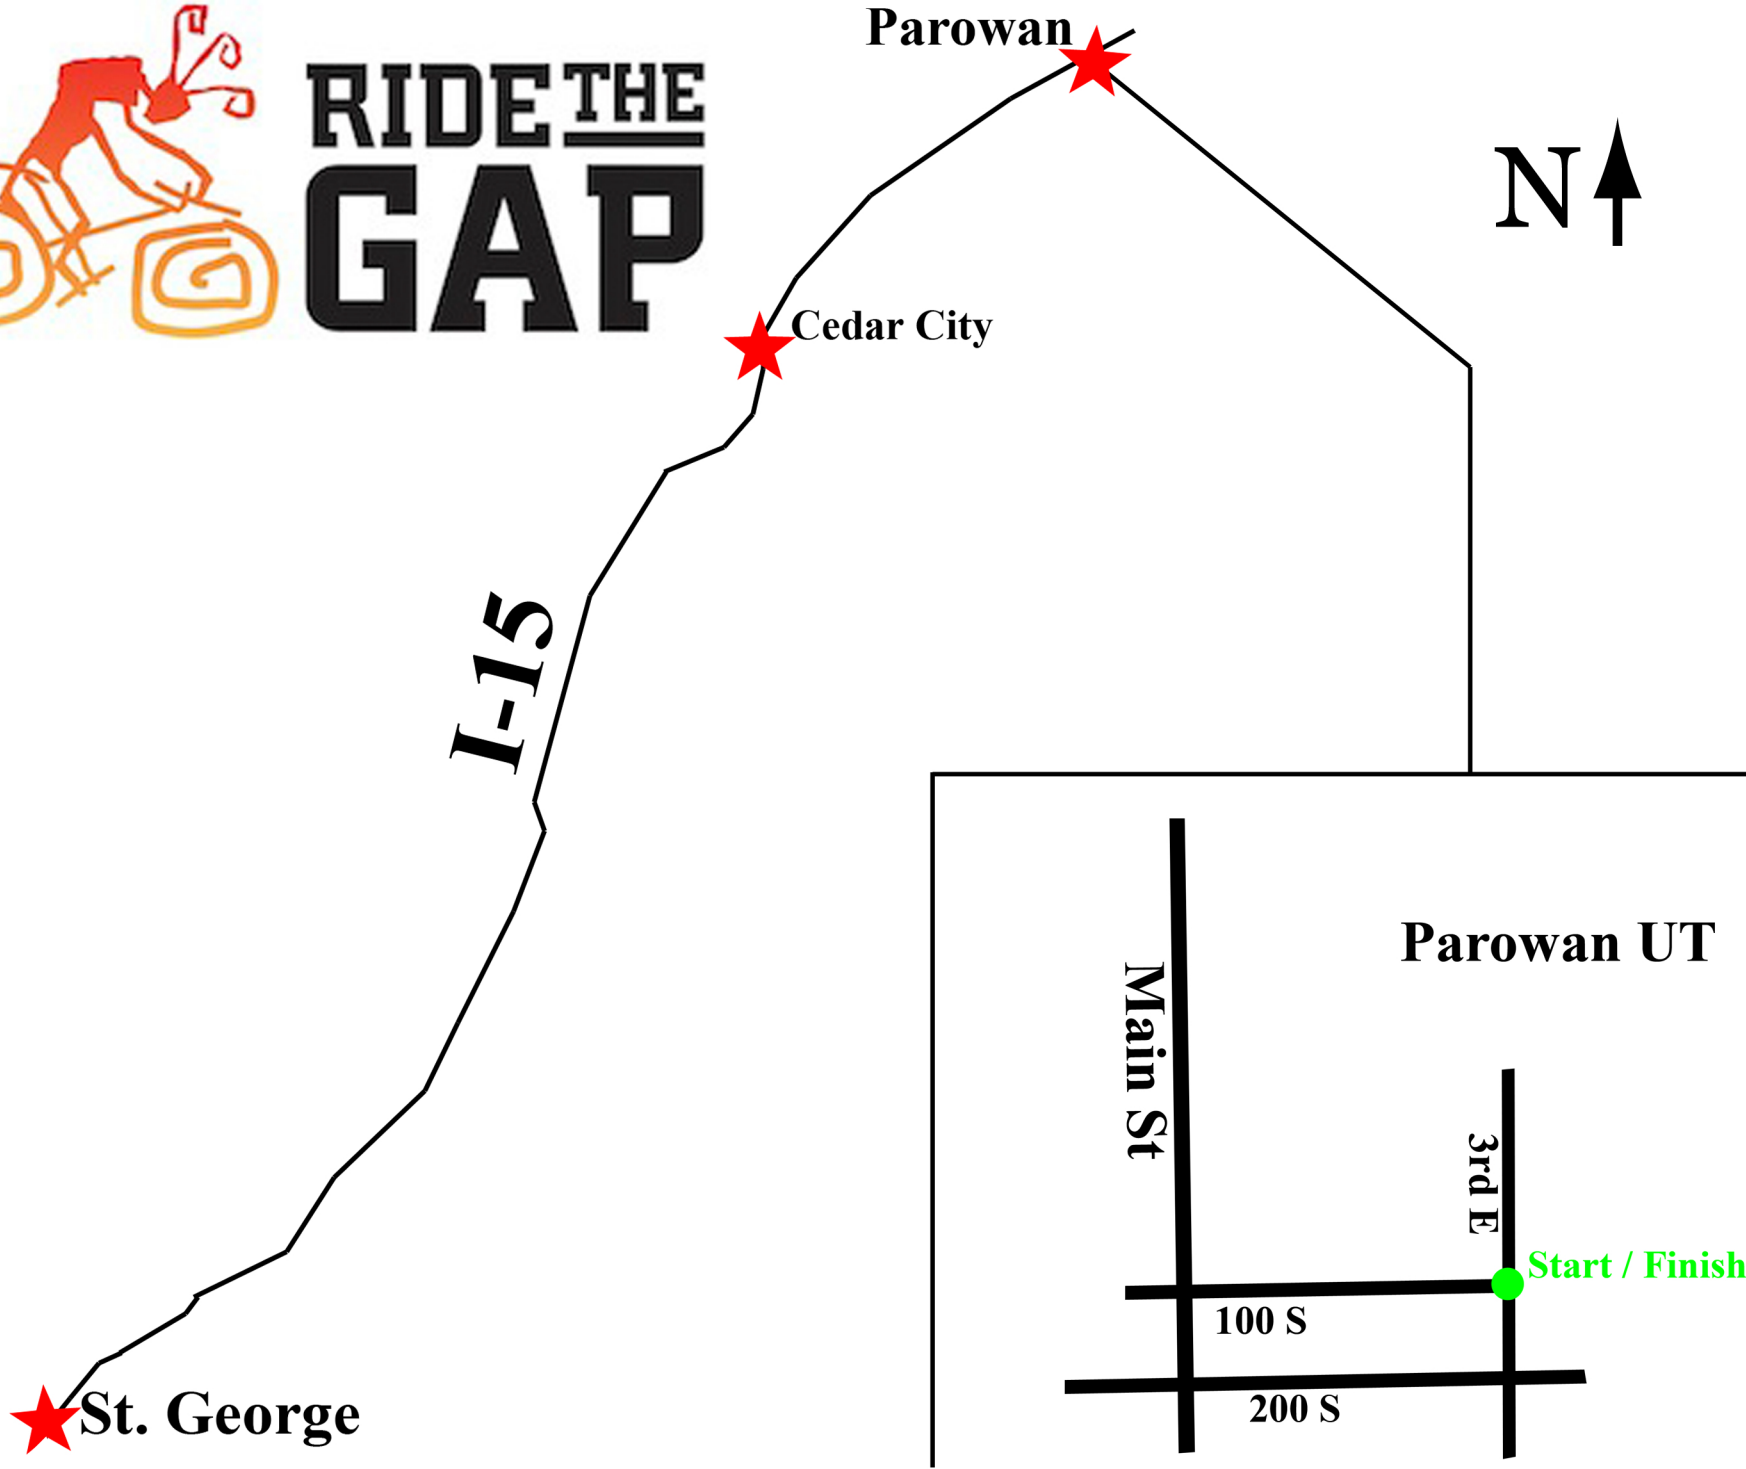 RIDE THE
GAP
Parowan
N
Cedar City
I-15
St. George
Parowan UT
Main St
3rd E
Start / Finish
100 S
200 S